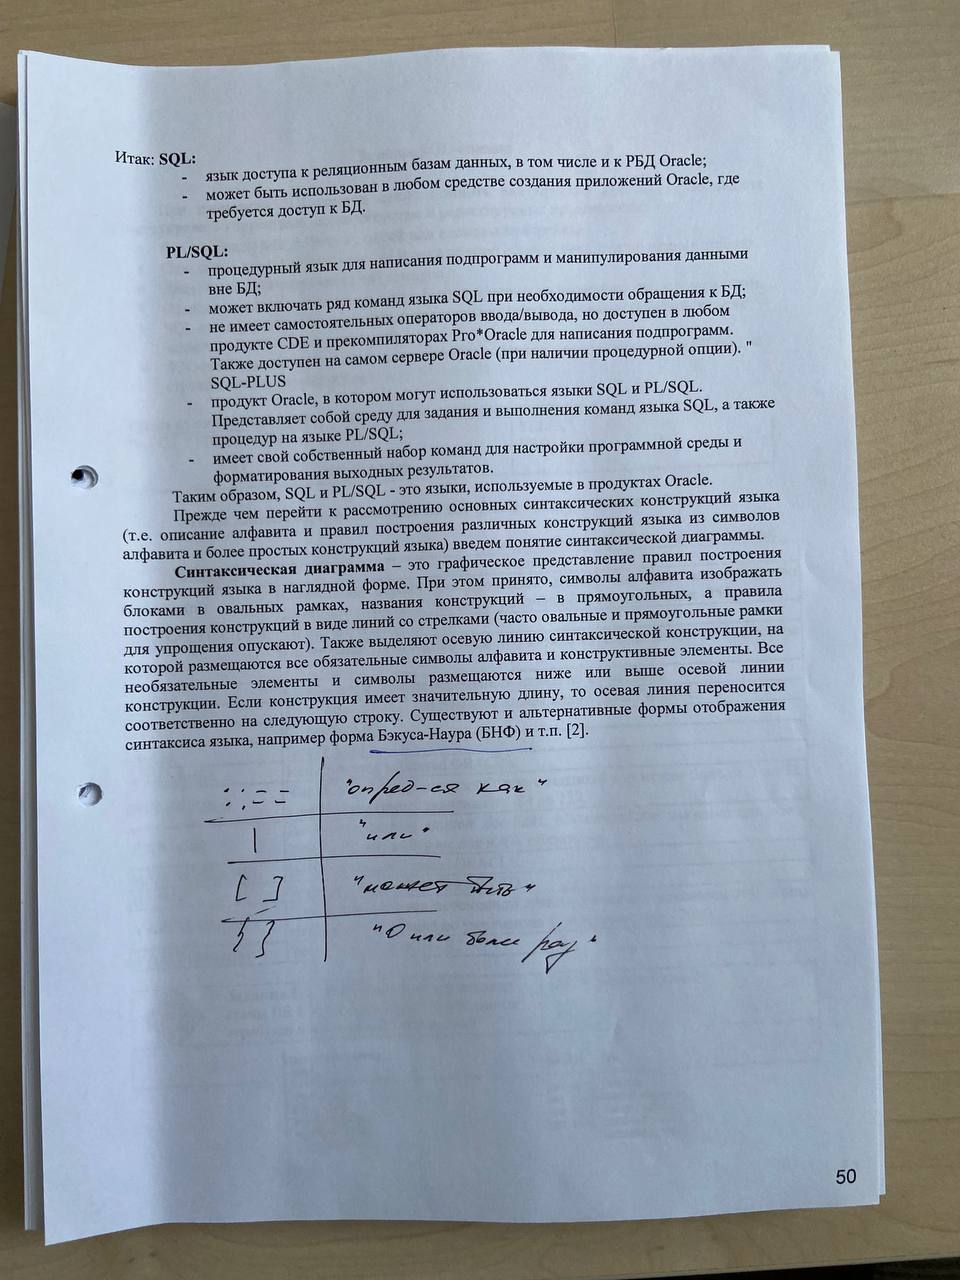 Итак: SQL:
- язык доступа к реляционным базам данных, в том числе и к РБД Oracle;
- может быть использован в любом средстве создания приложений Oracle, где
требуется доступ к БД.
PL/SQL:
- процедурный язык для написания подпрограмм и манипулирования данными
вне БД;
- может включать ряд команд языка SQL при необходимости обращения к БД;
- не имеет самостоятельных операторов ввода/вывода, но доступен в любом
продукте CDE и прекомпиляторах Pro*Oracle для написания подпрограмм.
Также доступен на самом сервере Oracle (при наличии процедурной опции). "
SQL-PLUS
- продукт Oracle, в котором могут использоваться языки SQL и PL/SQL.
Представляет собой среду для задания и выполнения команд языка SQL, а также
процедур на языке PL/SQL;
- имеет свой собственный набор команд для настройки программной среды и
форматирования выходных результатов.
Таким образом, SQL и PL/SQL - это языки, используемые в продуктах Oracle.
Прежде чем перейти к рассмотрению основных синтаксических конструкций языка
(т.е. описание алфавита и правил построения различных конструкций языка из символов
алфавита и более простых конструкций языка) введем понятие синтаксической диаграммы.
Синтаксическая диаграмма – это графическое представление правил построения
конструкций языка в наглядной форме. При этом принято, символы алфавита изображать
блоками в овальных рамках, названия конструкций – в прямоугольных, а правила
построения конструкций в виде линий со стрелками (часто овальные и прямоугольные рамки
для упрощения опускают). Также выделяют осевую линию синтаксической конструкции, на
которой размещаются все обязательные символы алфавита и конструктивные элементы. Все
необязательные элементы и символы размещаются ниже или выше осевой линии
конструкции. Если конструкция имеет значительную длину, то осевая линия переносится
соответственно на следующую строку. Существуют и альтернативные формы отображения
синтаксиса языка, например форма Бэкуса-Наура (БНФ) и т.п. [2].
::== "опред-ся как"
| "или"
[ ] "может быть"
{ } "0 или более раз"
50